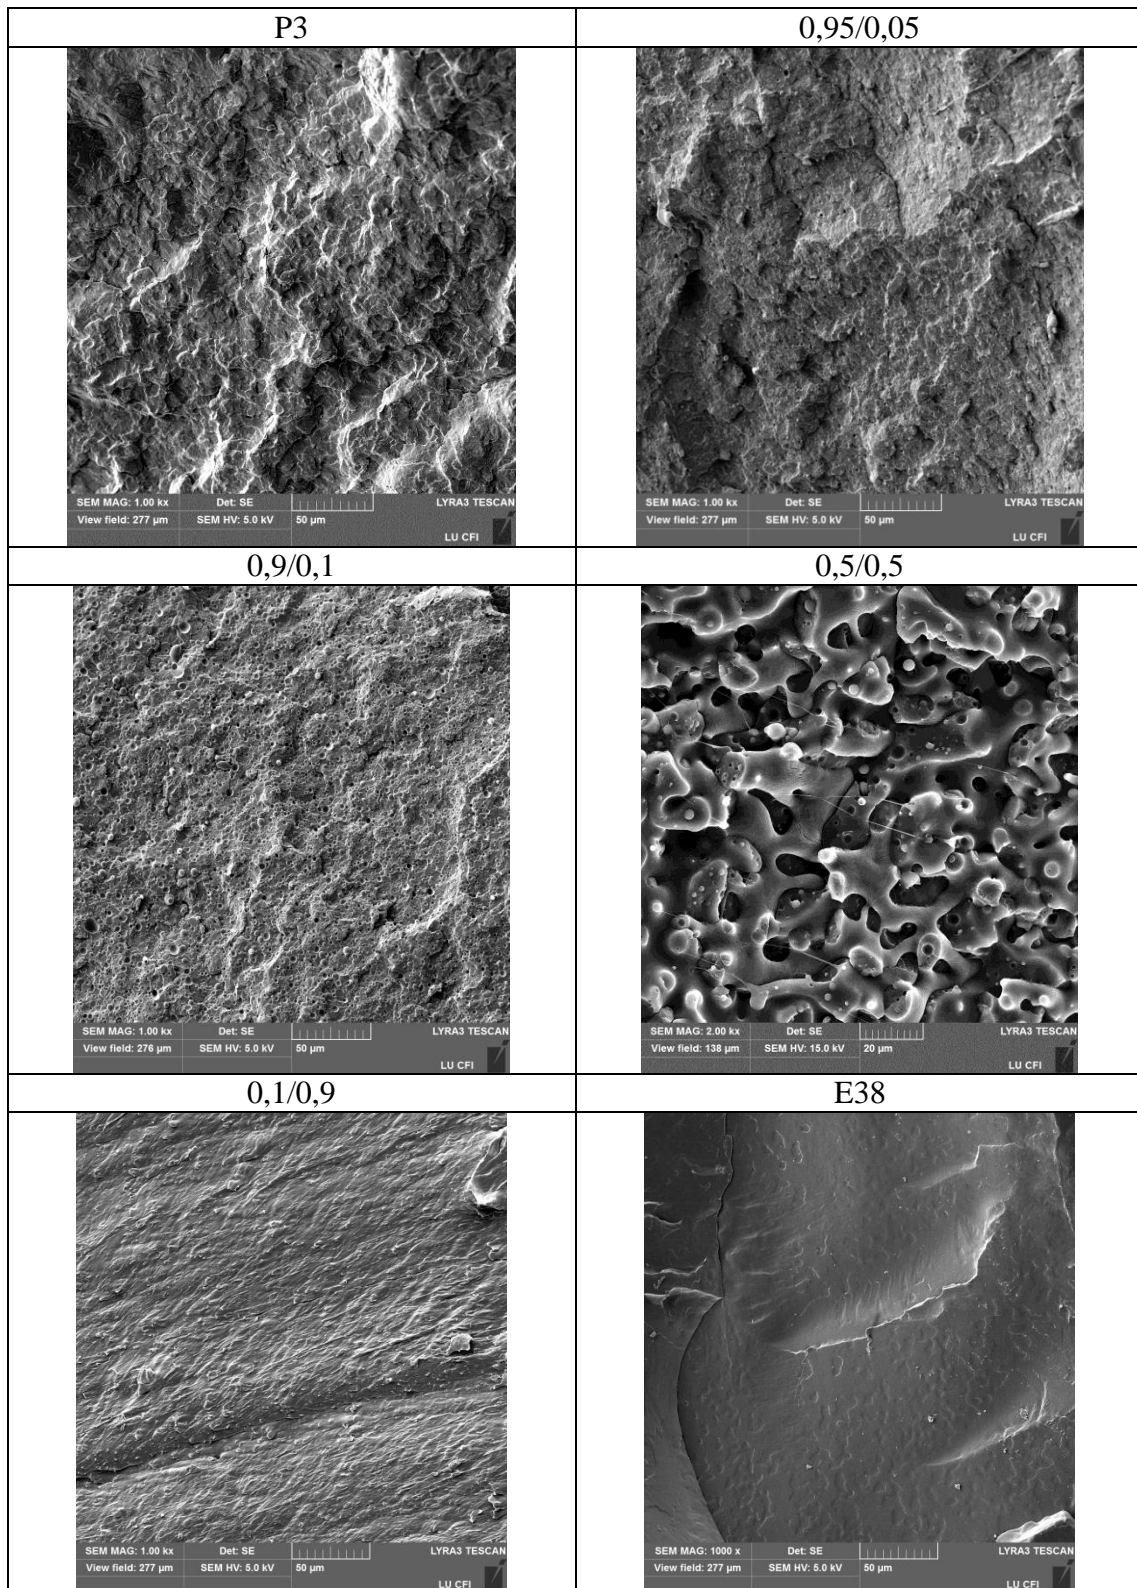 P3
0,95/0,05
SEM MAG: 1.00 kx Det: SE LYRA3 TESCAN
View field: 277 µm SEM HV: 5.0 kV 50 µm
LU CFI
SEM MAG: 1.00 kx Det: SE LYRA3 TESCAN
View field: 277 µm SEM HV: 5.0 kV 50 µm
LU CFI
0,9/0,1
0,5/0,5
SEM MAG: 1.00 kx Det: SE LYRA3 TESCAN
View field: 276 µm SEM HV: 5.0 kV 50 µm
LU CFI
SEM MAG: 2.00 kx Det: SE LYRA3 TESCAN
View field: 138 µm SEM HV: 15.0 kV 20 µm
LU CFI
0,1/0,9
E38
SEM MAG: 1.00 kx Det: SE LYRA3 TESCAN
View field: 277 µm SEM HV: 5.0 kV 50 µm
LU CFI
SEM MAG: 1000 x Det: SE LYRA3 TESCAN
View field: 277 µm SEM HV: 5.0 kV 50 µm
LU CFI